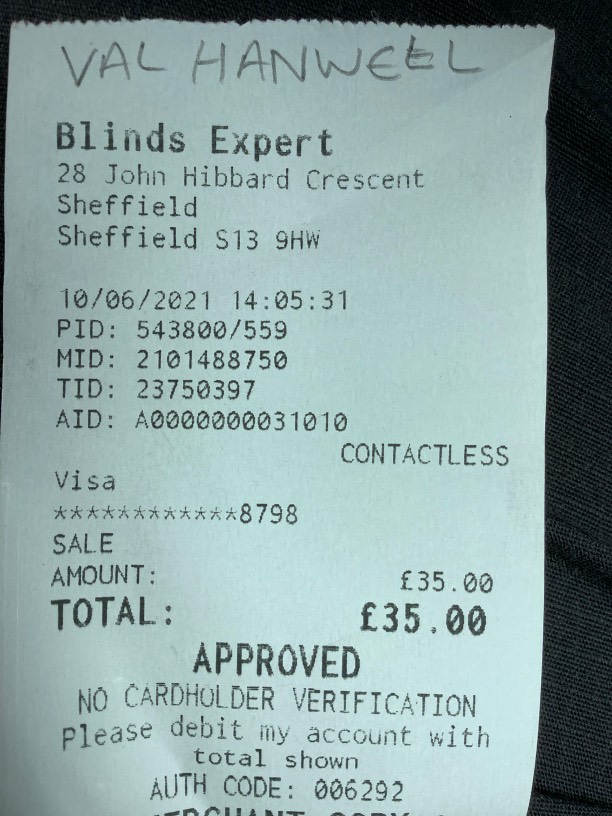 VAL HANWELL
Blinds Expert
28 John Hibbard Crescent
Sheffield
Sheffield S13 9HW
10/06/2021 14:05:31
PID: 543800/559
MID: 2101488750
TID: 23750397
AID: A0000000031010
CONTACTLESS
Visa
************8798
SALE
AMOUNT: £35.00
TOTAL: £35.00
APPROVED
NO CARDHOLDER VERIFICATION
Please debit my account with
total shown
AUTH CODE: 006292
MERCHANT COPY